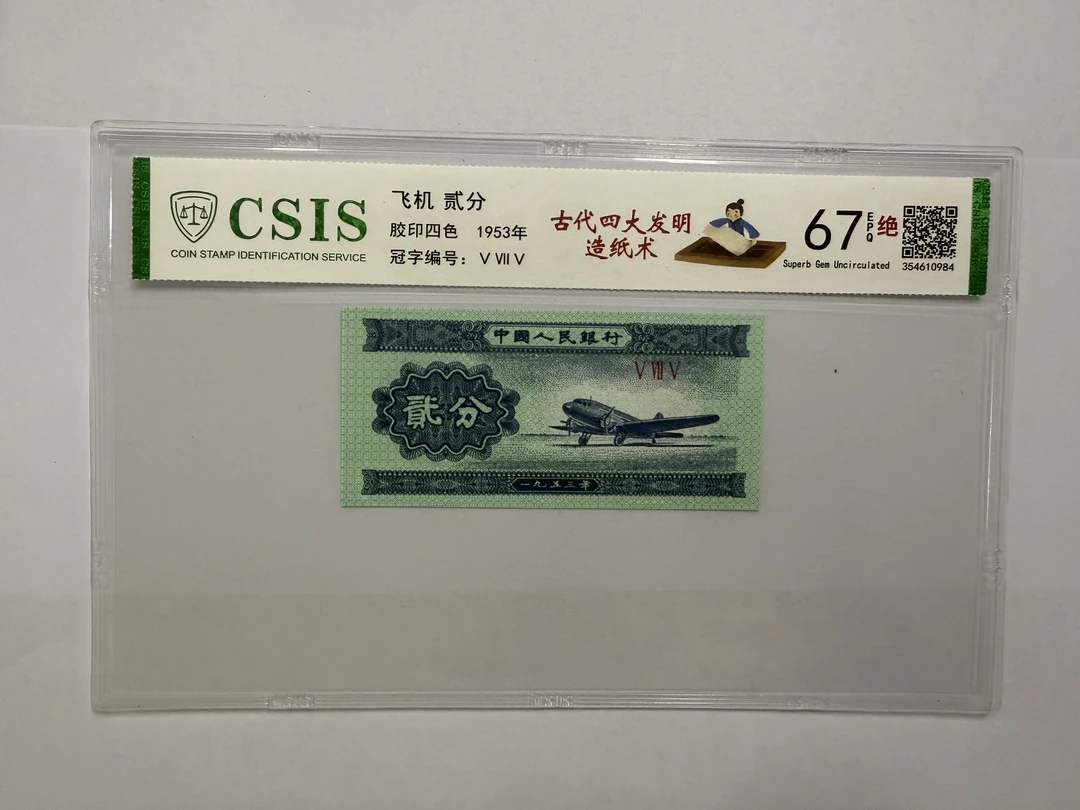 CSIS
COIN STAMP IDENTIFICATION SERVICE
飞机 贰分
胶印四色 1953年
冠字编号: V VII V
古代四大发明
造纸术
67
EPQ
绝
Superb Gem Uncirculated
354610984
中國人民銀行
V VII V
貳分
一九五三年